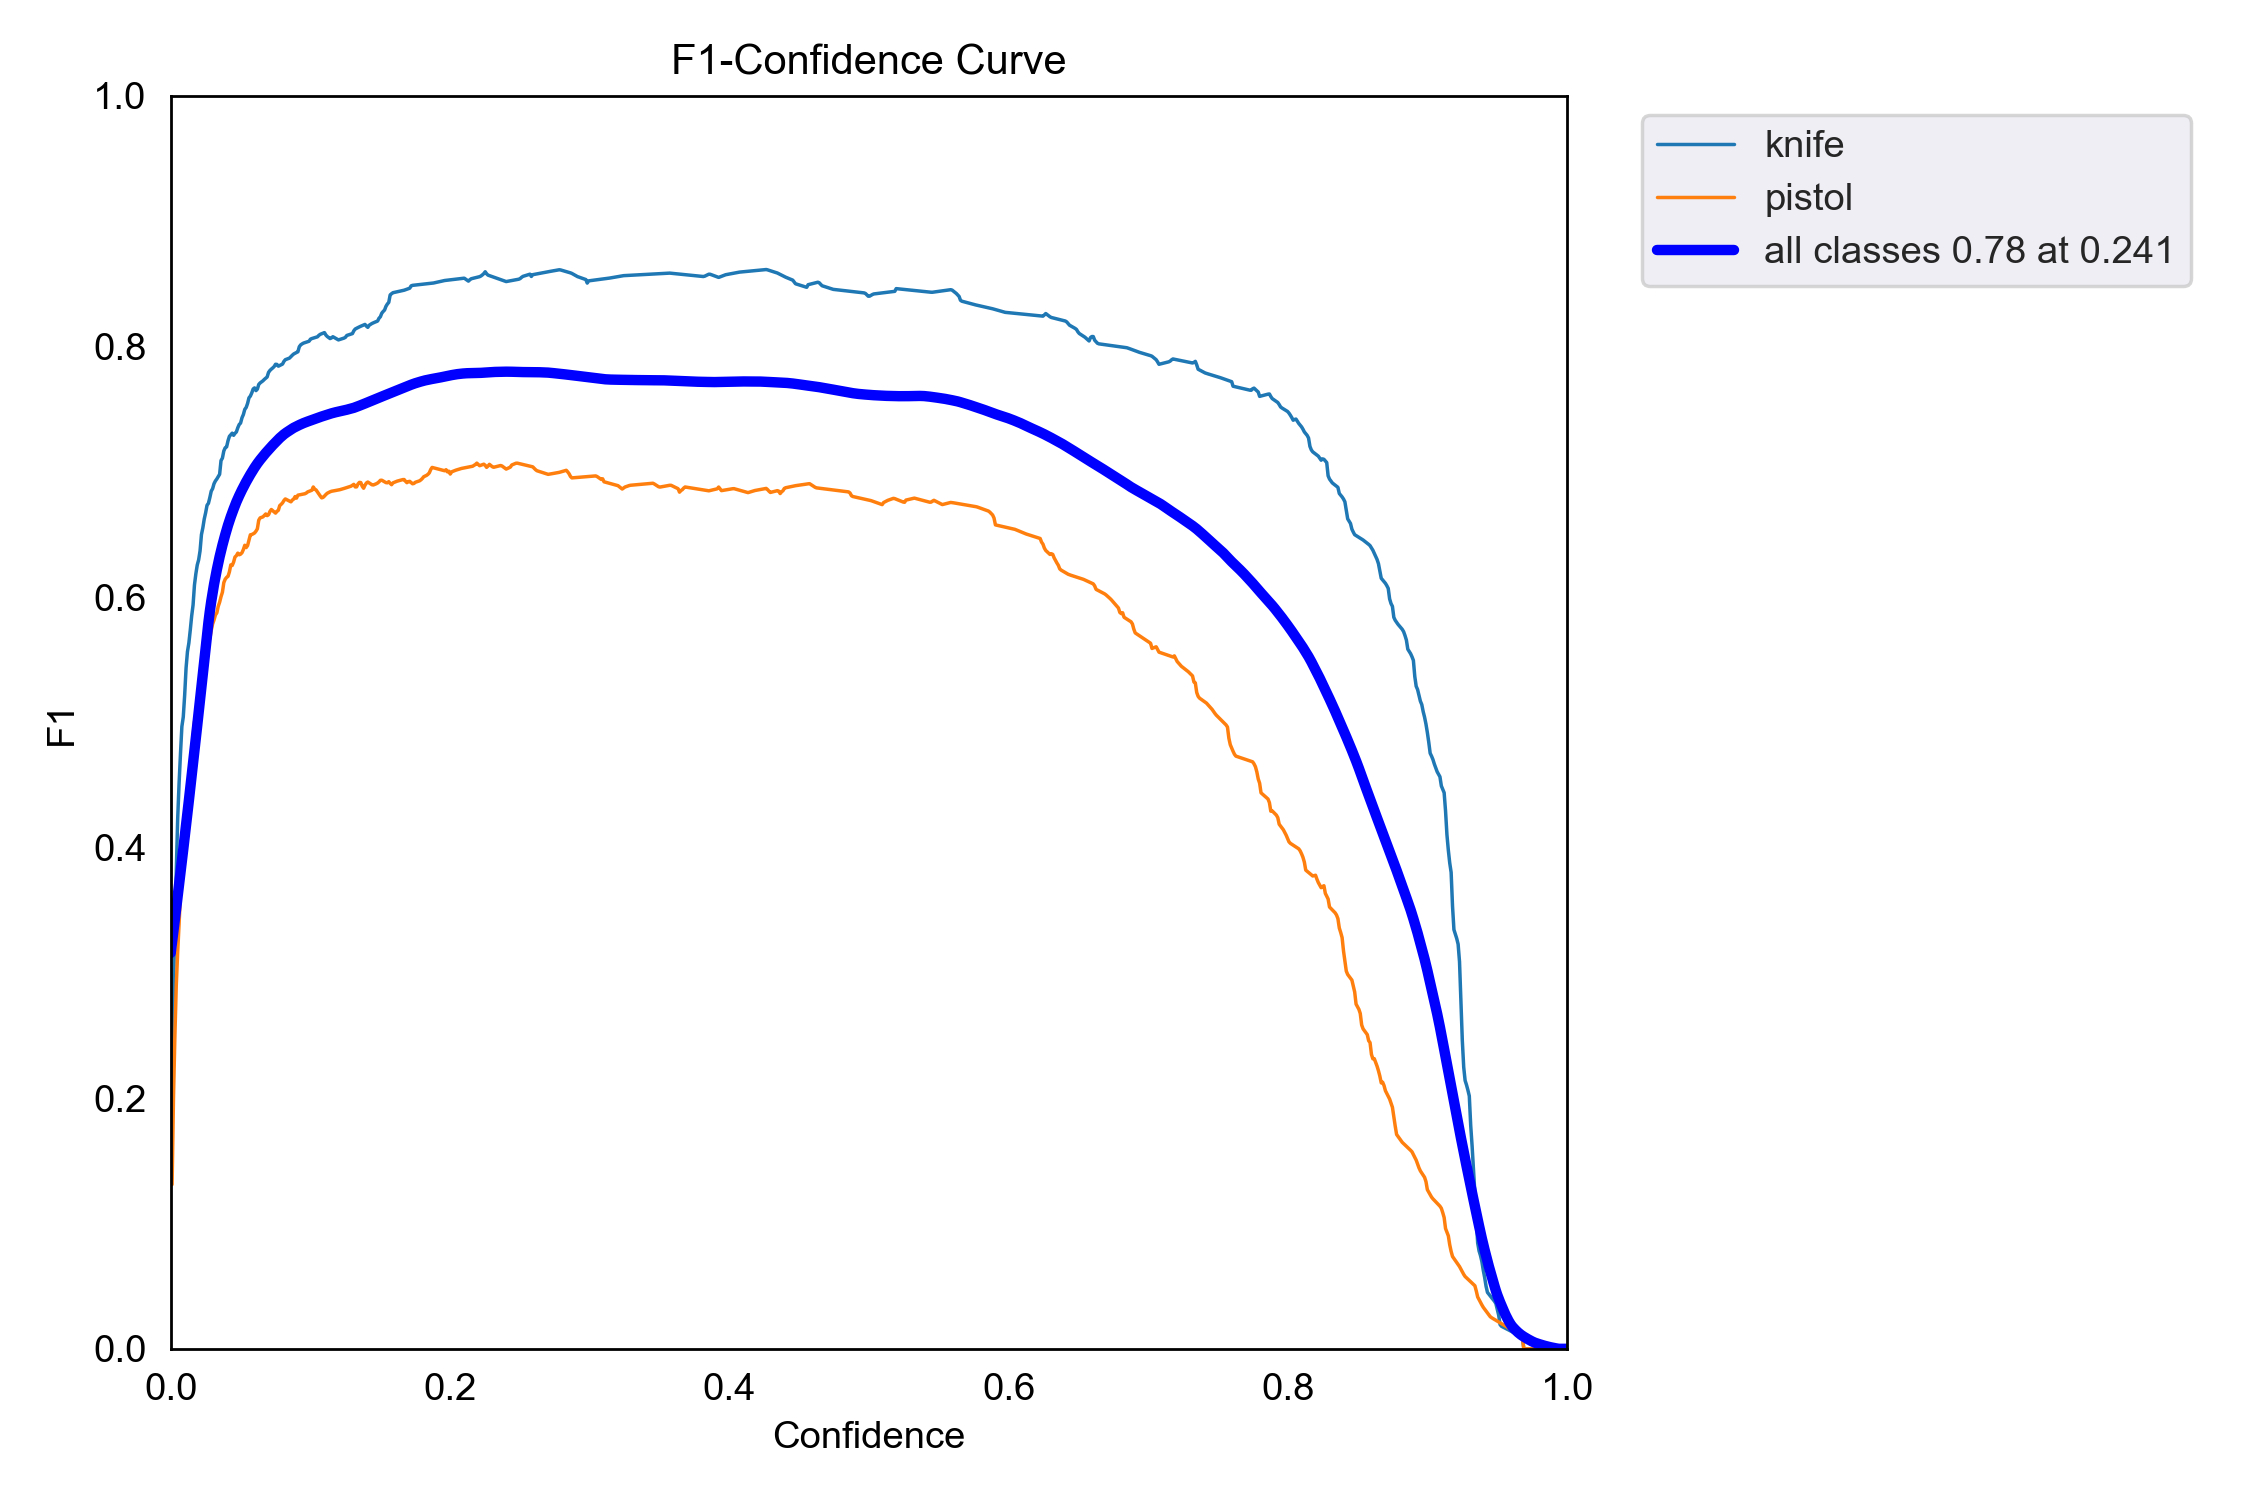 F1-Confidence Curve
1.0
0.8
0.6
0.4
0.2
0.0
F1
0.0 0.2 0.4 0.6 0.8 1.0
Confidence
knife
pistol
all classes 0.78 at 0.241